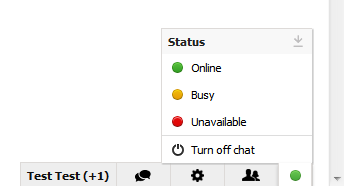 Status
Online
Busy
Unavailable
Turn off chat
Test Test (+1)